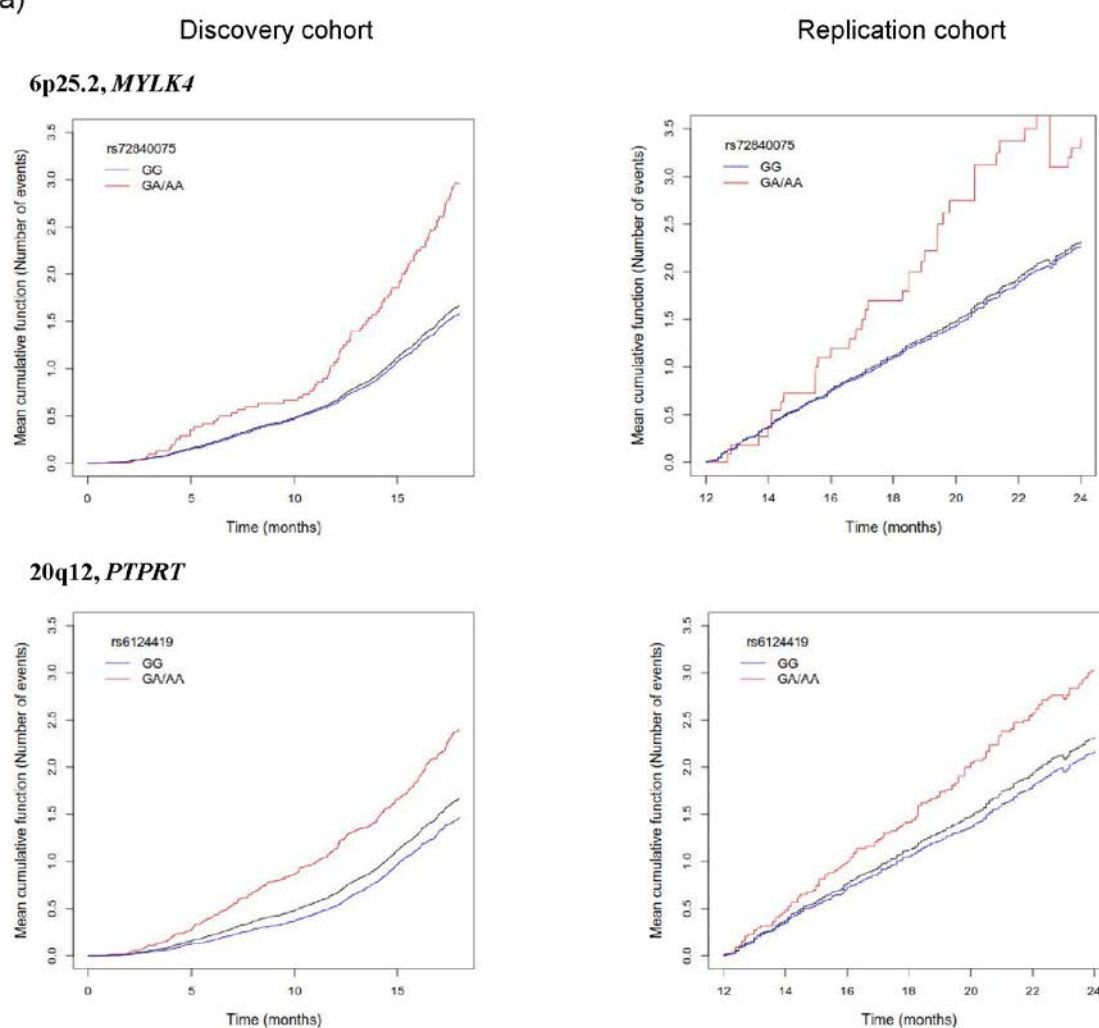 a)
Discovery cohort
Replication cohort
6p25.2, MYLK4
Mean cumulative function (Number of events)
3.5
3.0
2.5
2.0
1.5
1.0
0.5
0.0
rs72840075
GG
GA/AA
0
5
10
15
Time (months)
Mean cumulative function (Number of events)
3.5
3.0
2.5
2.0
1.5
1.0
0.5
0.0
rs72840075
GG
GA/AA
12
14
16
18
20
22
24
Time (months)
20q12, PTPRT
Mean cumulative function (Number of events)
3.5
3.0
2.5
2.0
1.5
1.0
0.5
0.0
rs6124419
GG
GA/AA
0
5
10
15
Time (months)
Mean cumulative function (Number of events)
3.5
3.0
2.5
2.0
1.5
1.0
0.5
0.0
rs6124419
GG
GA/AA
12
14
16
18
20
22
24
Time (months)